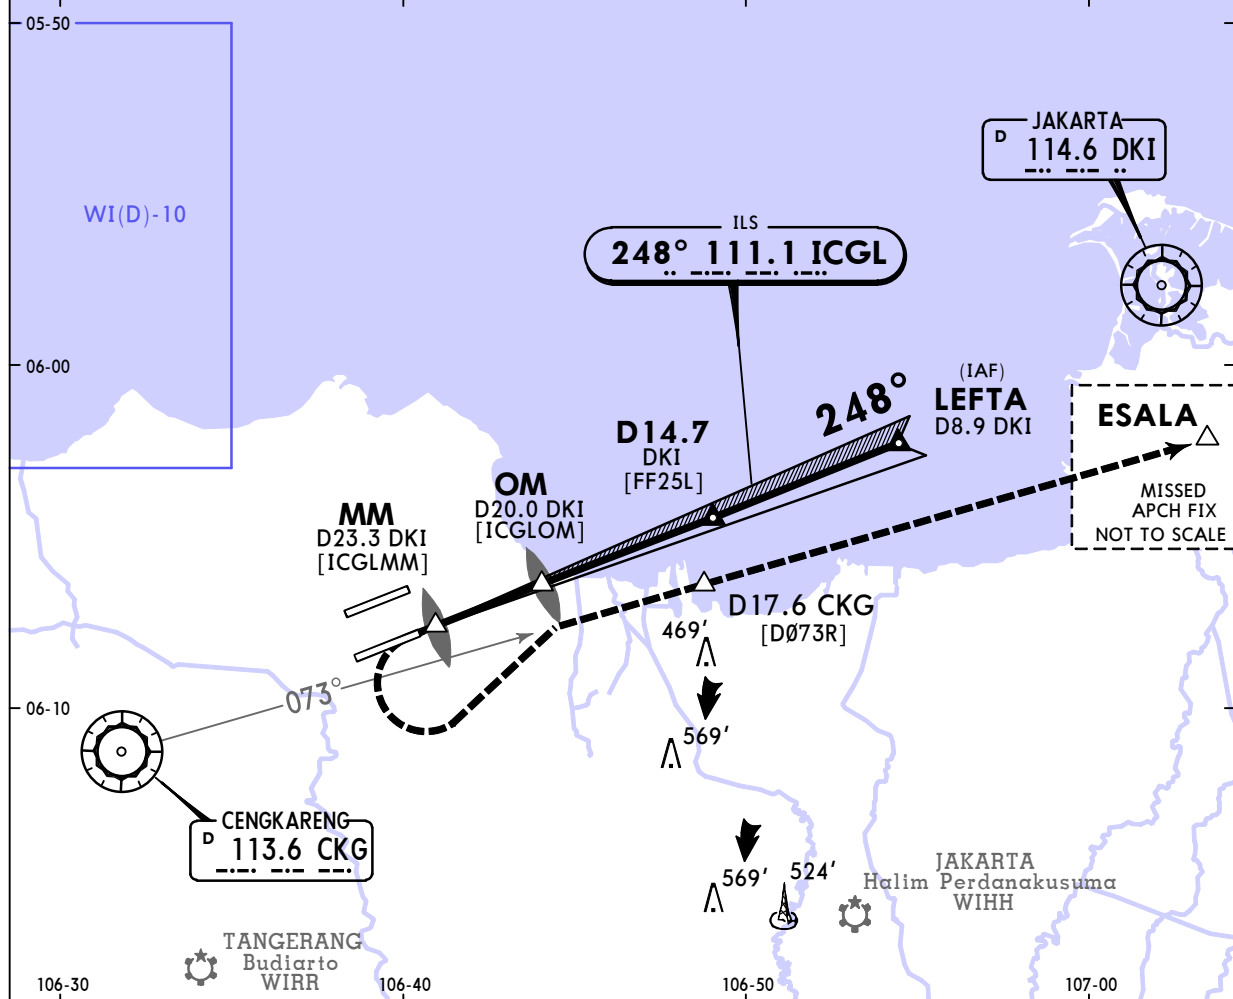 05-50
JAKARTA
D
114.6 DKI
WI(D)-10
ILS
248° 111.1 ICGL
06-00
248°
(IAF)
LEFTA
D8.9 DKI
ESALA
D14.7
DKI
[FF25L]
OM
D20.0 DKI
[ICGLOM]
MM
D23.3 DKI
[ICGLMM]
MISSED
APCH FIX
NOT TO SCALE
D17.6 CKG
[DØ73R]
469'
073°
06-10
569'
CENGKARENG
D
113.6 CKG
569'
524'
JAKARTA
Halim Perdanakusuma
WIHH
TANGERANG
Budiarto
WIRR
106-30
106-40
106-50
107-00